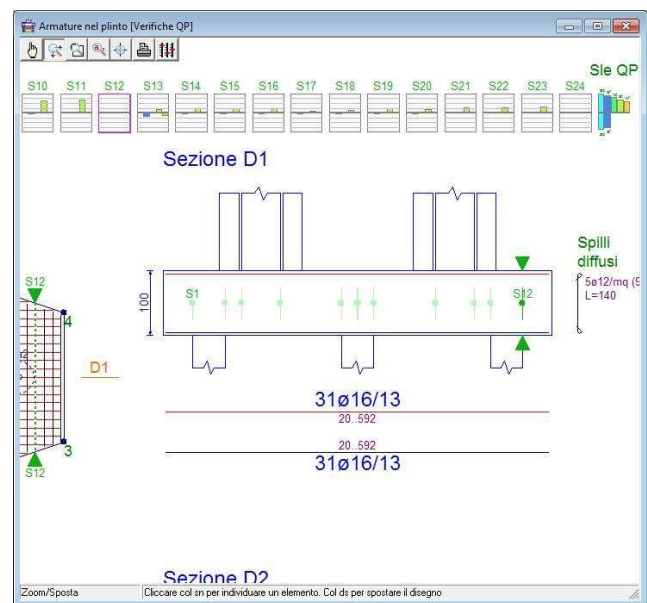 Armature nel plinto [Verifiche QP]
Sle QP
S10 S11 S12 S13 S14 S15 S16 S17 S18 S19 S20 S21 S22 S23 S24
Sezione D1
Spilli
diffusi
5ø12/mq (9
L=140
S12
S1
S12
100
4
D1
3
S12
31ø16/13
20..592
20..592
31ø16/13
Sezione D2
Zoom/Sposta
Cliccare col sn per individuare un elemento. Col ds per spostare il disegno